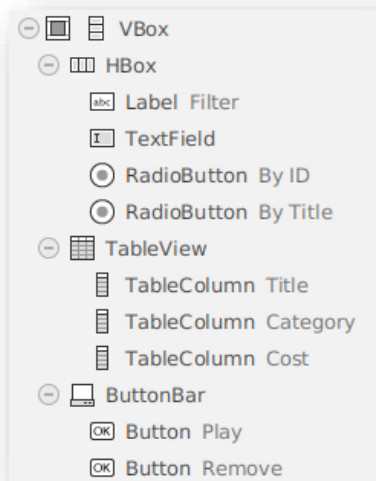 VBox
HBox
abc Label Filter
I TextField
RadioButton By ID
RadioButton By Title
TableView
TableColumn Title
TableColumn Category
TableColumn Cost
ButtonBar
OK Button Play
OK Button Remove